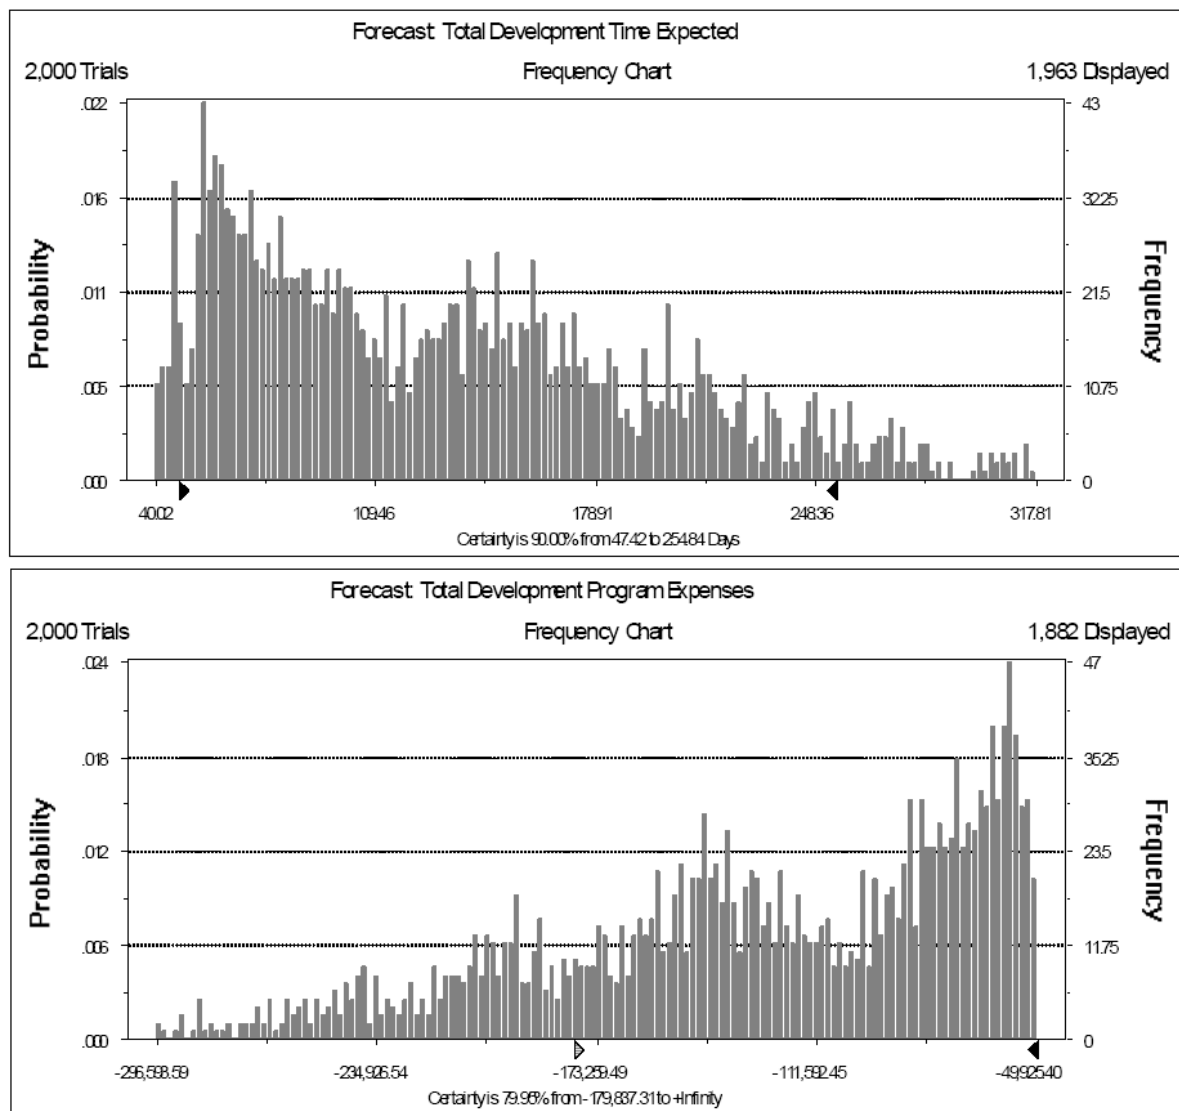 Forecast: Total Development Time Expected
2,000 Trials Frequency Chart 1,963 Displayed
.022 43
.016 32.25
.011 21.5
.005 10.75
.000 0
Probability
Frequency
40.02 109.46 178.91 248.36 317.81
Certainty is 90.00% from 47.42 to 254.84 Days
Forecast: Total Development Program Expenses
2,000 Trials Frequency Chart 1,882 Displayed
.024 47
.018 35.25
.012 23.5
.006 11.75
.000 0
Probability
Frequency
-234,926.54 -173,259.49 -111,592.45 -49,925.40
Certainty is 79.95% from -179,837.31 to +Infinity